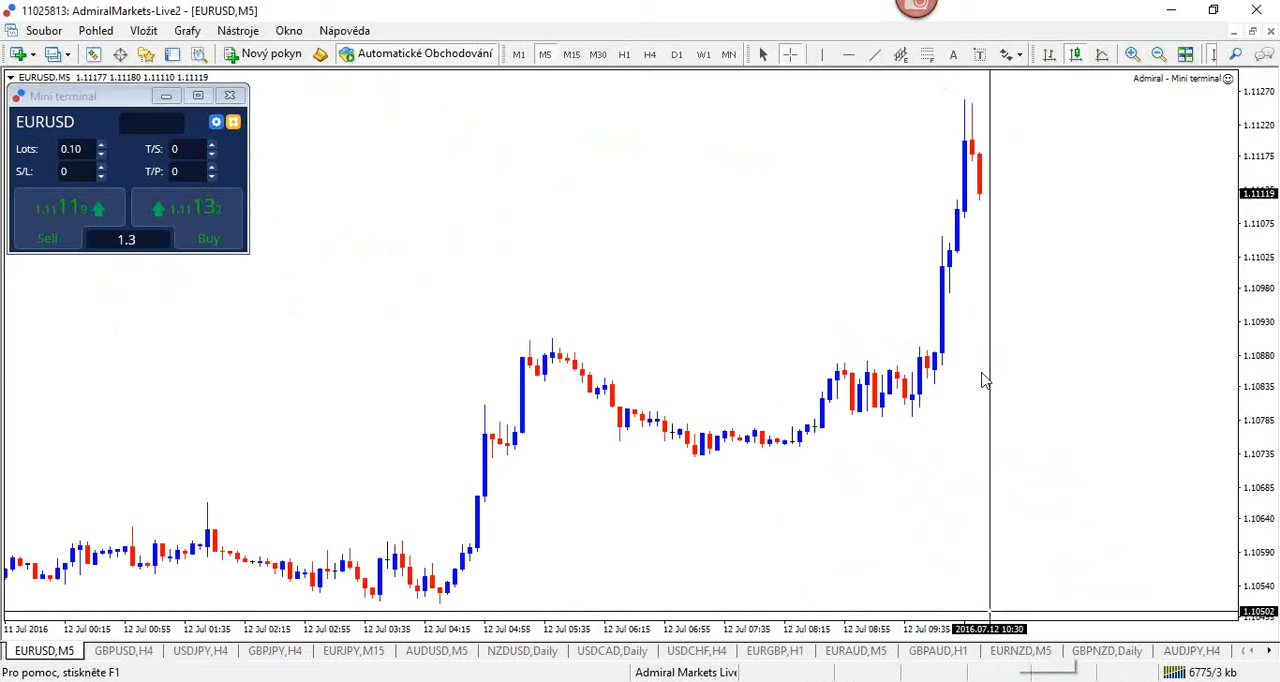 11025813: AdmiralMarkets-Live2 - [EURUSD,M5]
Soubor Pohled Vložit Grafy Nástroje Okno Nápověda
Nový pokyn Automatické Obchodování M1 M5 M15 M30 H1 H4 D1 W1 MN A T
EURUSD,M5 1.11177 1.11180 1.11110 1.11119
Admiral - Mini terminal
Mini terminal
EURUSD
Lots: 0.10 T/S: 0
S/L: 0 T/P: 0
1.11119 1.11132
Sell 1.3 Buy
1.11270
1.11220
1.11175
1.11119
1.11075
1.11025
1.10980
1.10930
1.10880
1.10835
1.10785
1.10735
1.10685
1.10640
1.10590
1.10540
1.10502
1.10495
11 Jul 2016 12 Jul 00:15 12 Jul 00:55 12 Jul 01:35 12 Jul 02:15 12 Jul 02:55 12 Jul 03:35 12 Jul 04:15 12 Jul 04:55 12 Jul 05:35 12 Jul 06:15 12 Jul 06:55 12 Jul 07:35 12 Jul 08:15 12 Jul 08:55 12 Jul 09:35 2016.07.12 10:30
EURUSD,M5 GBPUSD,H4 USDJPY,H4 GBPJPY,H4 EURJPY,M15 AUDUSD,M5 NZDUSD,Daily USDCAD,Daily USDCHF,H4 EURGBP,H1 EURAUD,M5 GBPAUD,H1 EURNZD,M5 GBPNZD,Daily AUDJPY,H4
Pro pomoc, stiskněte F1 Admiral Markets Live 6775/3 kb